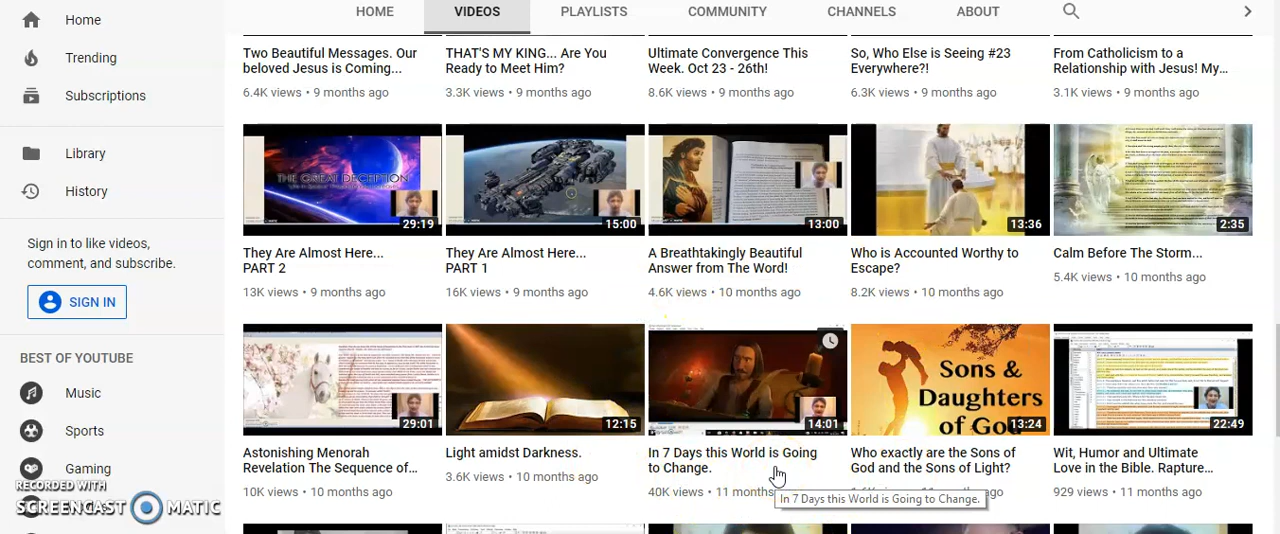 Home
Trending
Subscriptions
Library
History
Sign in to like videos,
comment, and subscribe.
SIGN IN
BEST OF YOUTUBE
Music
Sports
Gaming
RECORDED WITH
SCREENCAST MATIC
HOME VIDEOS PLAYLISTS COMMUNITY CHANNELS ABOUT
Two Beautiful Messages. Our
beloved Jesus is Coming...
6.4K views • 9 months ago
THAT'S MY KING... Are You
Ready to Meet Him?
3.3K views • 9 months ago
Ultimate Convergence This
Week. Oct 23 - 26th!
8.6K views • 9 months ago
So, Who Else is Seeing #23
Everywhere?!
6.3K views • 9 months ago
From Catholicism to a
Relationship with Jesus! My...
3.1K views • 9 months ago
THE GREAT DECEPTION
29:19
They Are Almost Here...
PART 2
13K views • 9 months ago
15:00
They Are Almost Here...
PART 1
16K views • 9 months ago
13:00
A Breathtakingly Beautiful
Answer from The Word!
4.6K views • 10 months ago
13:36
Who is Accounted Worthy to
Escape?
8.2K views • 10 months ago
2:35
Calm Before The Storm...
5.4K views • 10 months ago
29:01
Astonishing Menorah
Revelation The Sequence of...
10K views • 10 months ago
12:15
Light amidst Darkness.
3.6K views • 10 months ago
14:01
In 7 Days this World is Going
to Change.
40K views • 11 months
In 7 Days this World is Going to Change.
Sons &
Daughters
of God
13:24
Who exactly are the Sons of
God and the Sons of Light?
months ago
22:49
Wit, Humor and Ultimate
Love in the Bible. Rapture...
929 views • 11 months ago